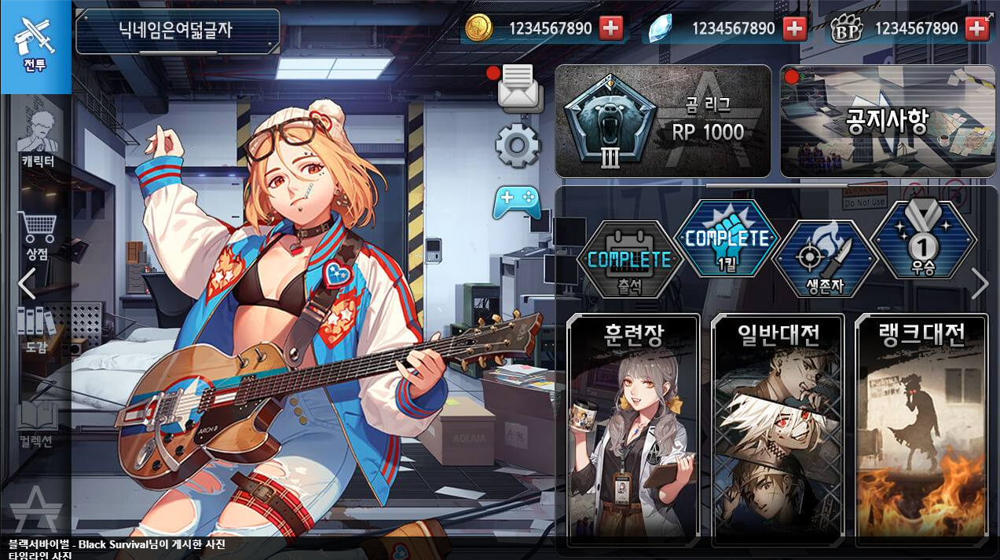 전투
닉네임은여덟글자
1234567890
1234567890
BP
1234567890
캐릭터
상점
도감
컬렉션
곰 리그
RP 1000
III
공지사항
Do Not Use
COMPLETE
출석
COMPLETE
1킬
생존자
1
우승
훈련장
일반대전
랭크대전
ARCH 8
AGLAIA
블랙서바이벌 - Black Survival님이 게시한 사진
타임라인 사진